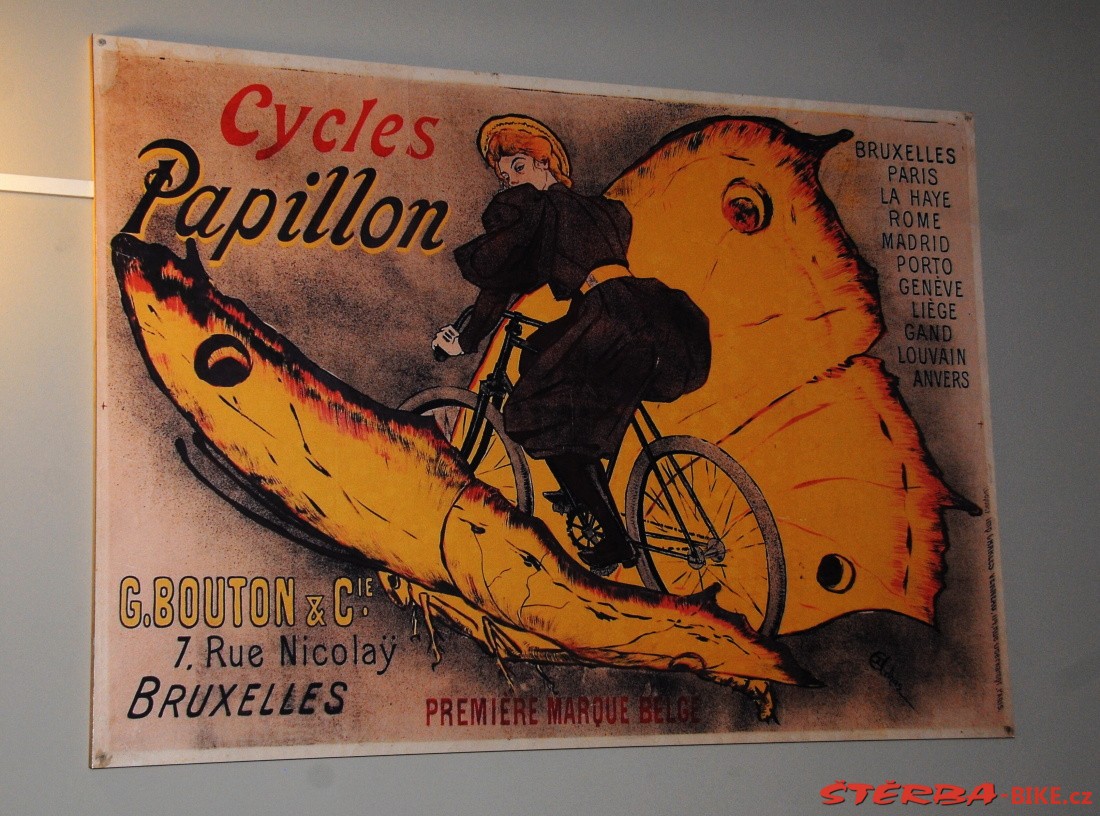 Cycles
Papillon
BRUXELLES
PARIS
LA HAYE
ROME
MADRID
PORTO
GENÈVE
LIÈGE
GAND
LOUVAIN
ANVERS
G. BOUTON & CIE.
7, Rue Nicolaÿ
BRUXELLES
PREMIÈRE MARQUE BELGE
ŠTĚRBA-BIKE.cz